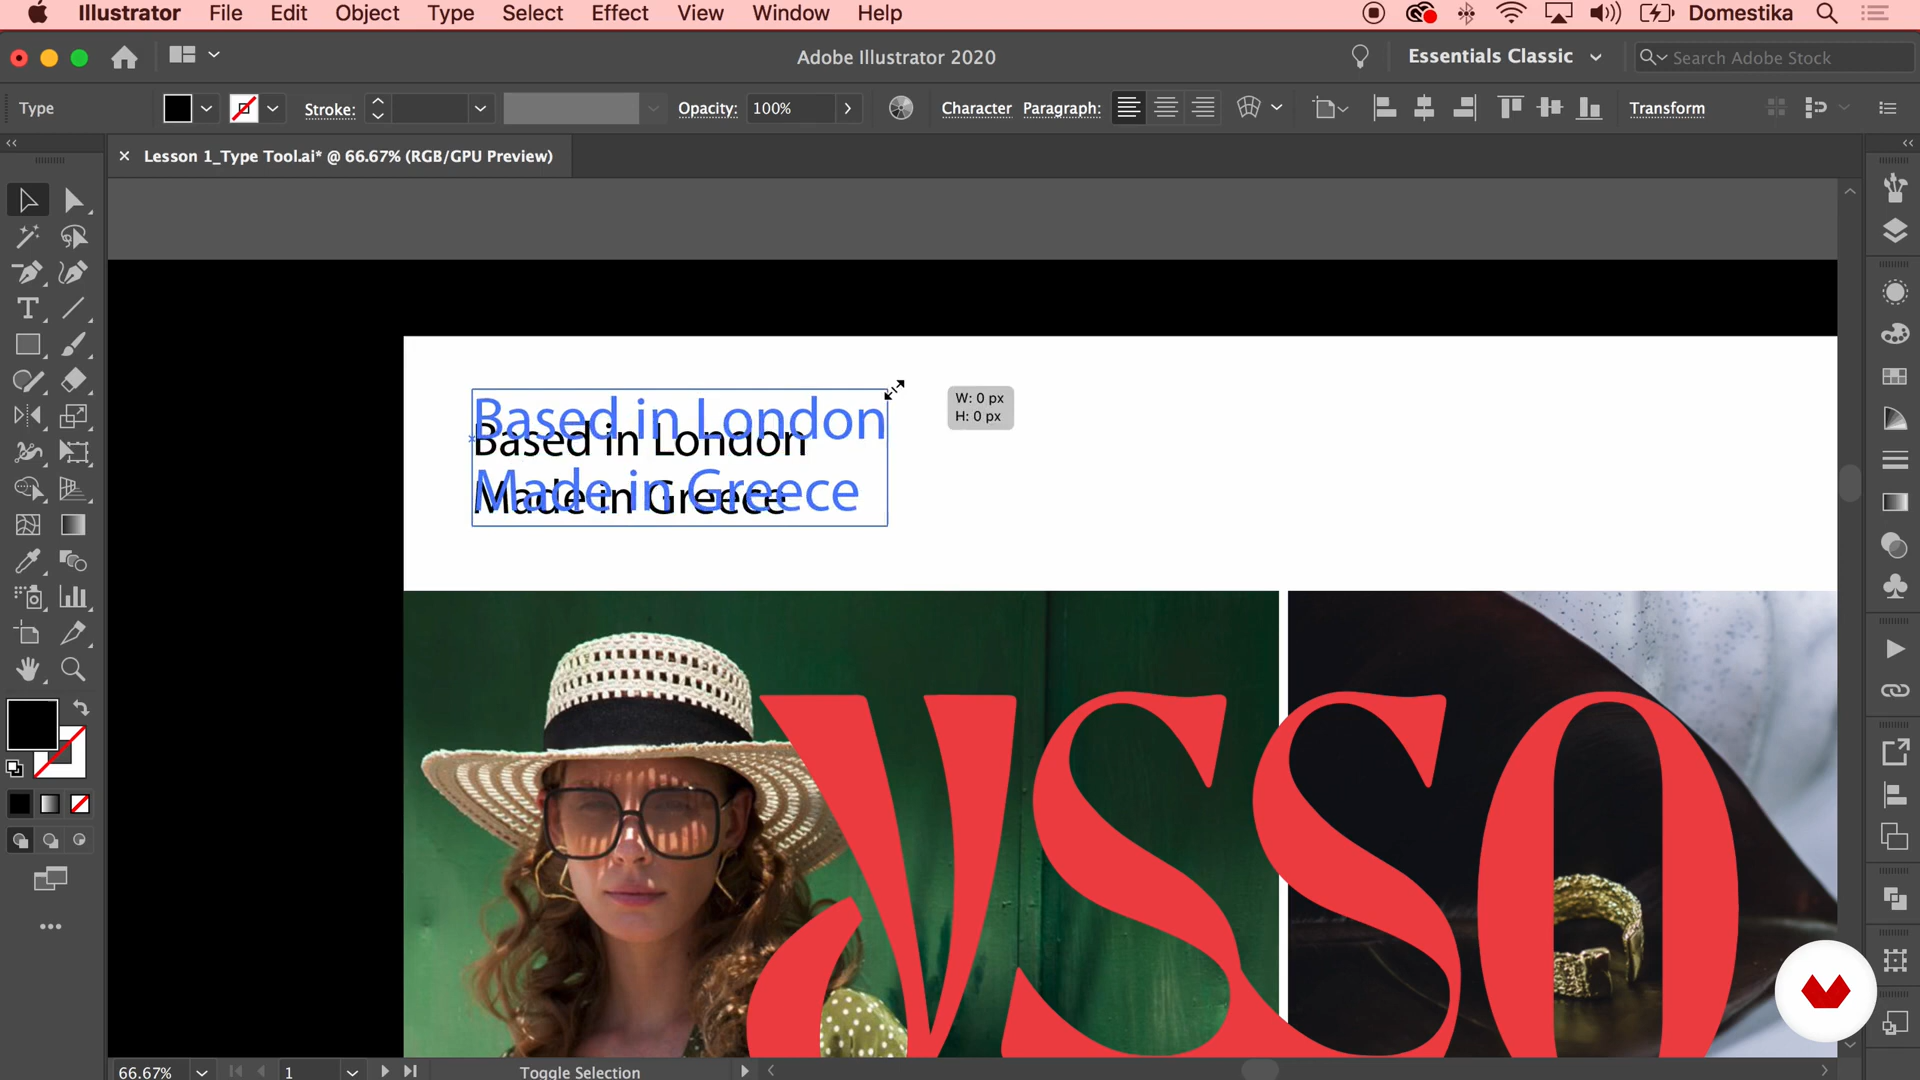 Illustrator File Edit Object Type Select Effect View Window Help Domestika
Adobe Illustrator 2020 Essentials Classic Search Adobe Stock
Type Stroke: Opacity: 100% Character Paragraph: Transform
Lesson 1_Type Tool.ai* @ 66.67% (RGB/GPU Preview)
Based in London
Based in London
Made in Greece
Made in Greece
W: 0 px
H: 0 px
YSSO
66.67% 1 Toggle Selection